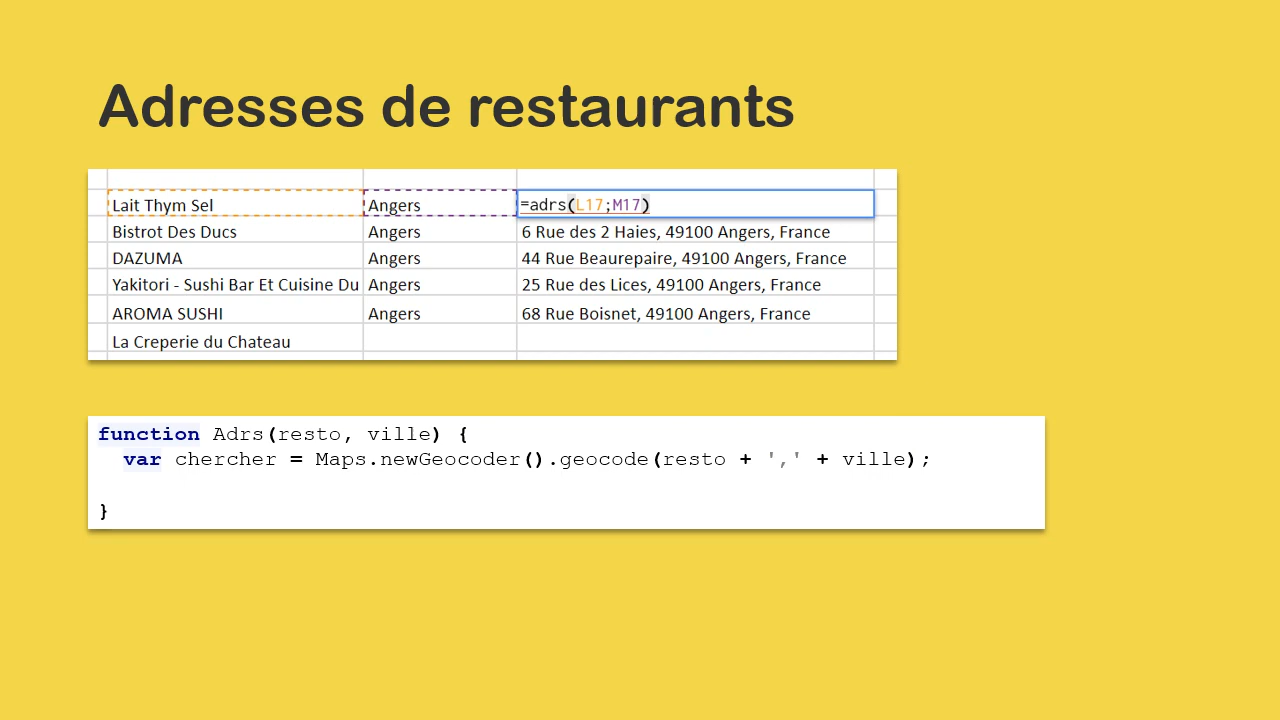 Adresses de restaurants
Lait Thym Sel Angers =adrs(L17;M17)
Bistrot Des Ducs Angers 6 Rue des 2 Haies, 49100 Angers, France
DAZUMA Angers 44 Rue Beaurepaire, 49100 Angers, France
Yakitori - Sushi Bar Et Cuisine Du Angers 25 Rue des Lices, 49100 Angers, France
AROMA SUSHI Angers 68 Rue Boisnet, 49100 Angers, France
La Creperie du Chateau
function Adrs(resto, ville) {
var chercher = Maps.newGeocoder().geocode(resto + ',' + ville);
}